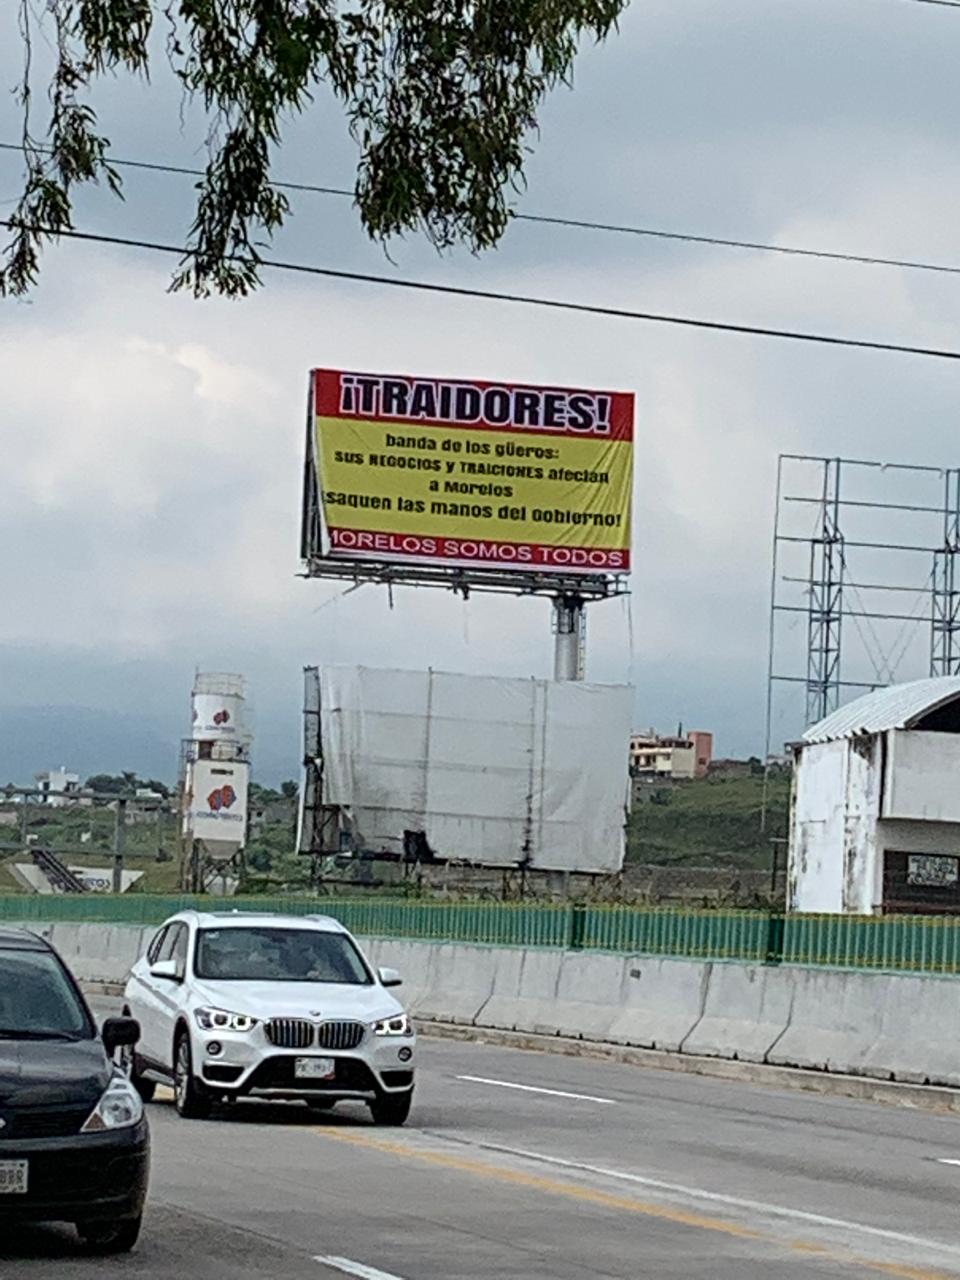 ¡TRAIDORES!
banda de los güeros:
sus NEGOCIOS y TRAICIONES afectan
a Morelos
¡saquen las manos del Gobierno!
MORELOS SOMOS TODOS